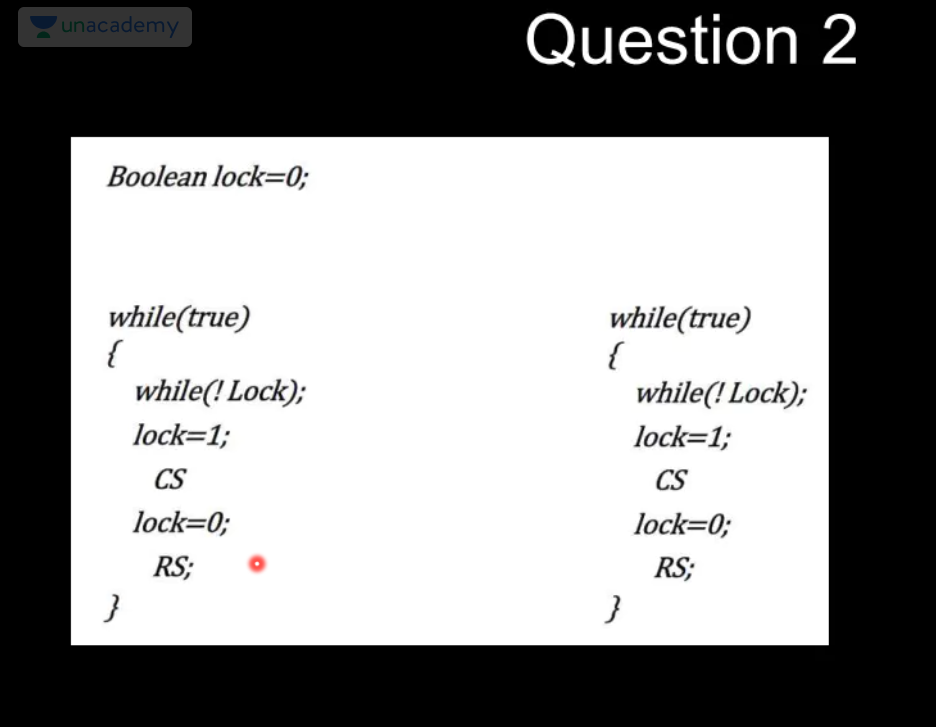 unacademy
Question 2
Boolean lock=0;
while(true)
{
while(! Lock);
lock=1;
CS
lock=0;
RS;
}
while(true)
{
while(! Lock);
lock=1;
CS
lock=0;
RS;
}